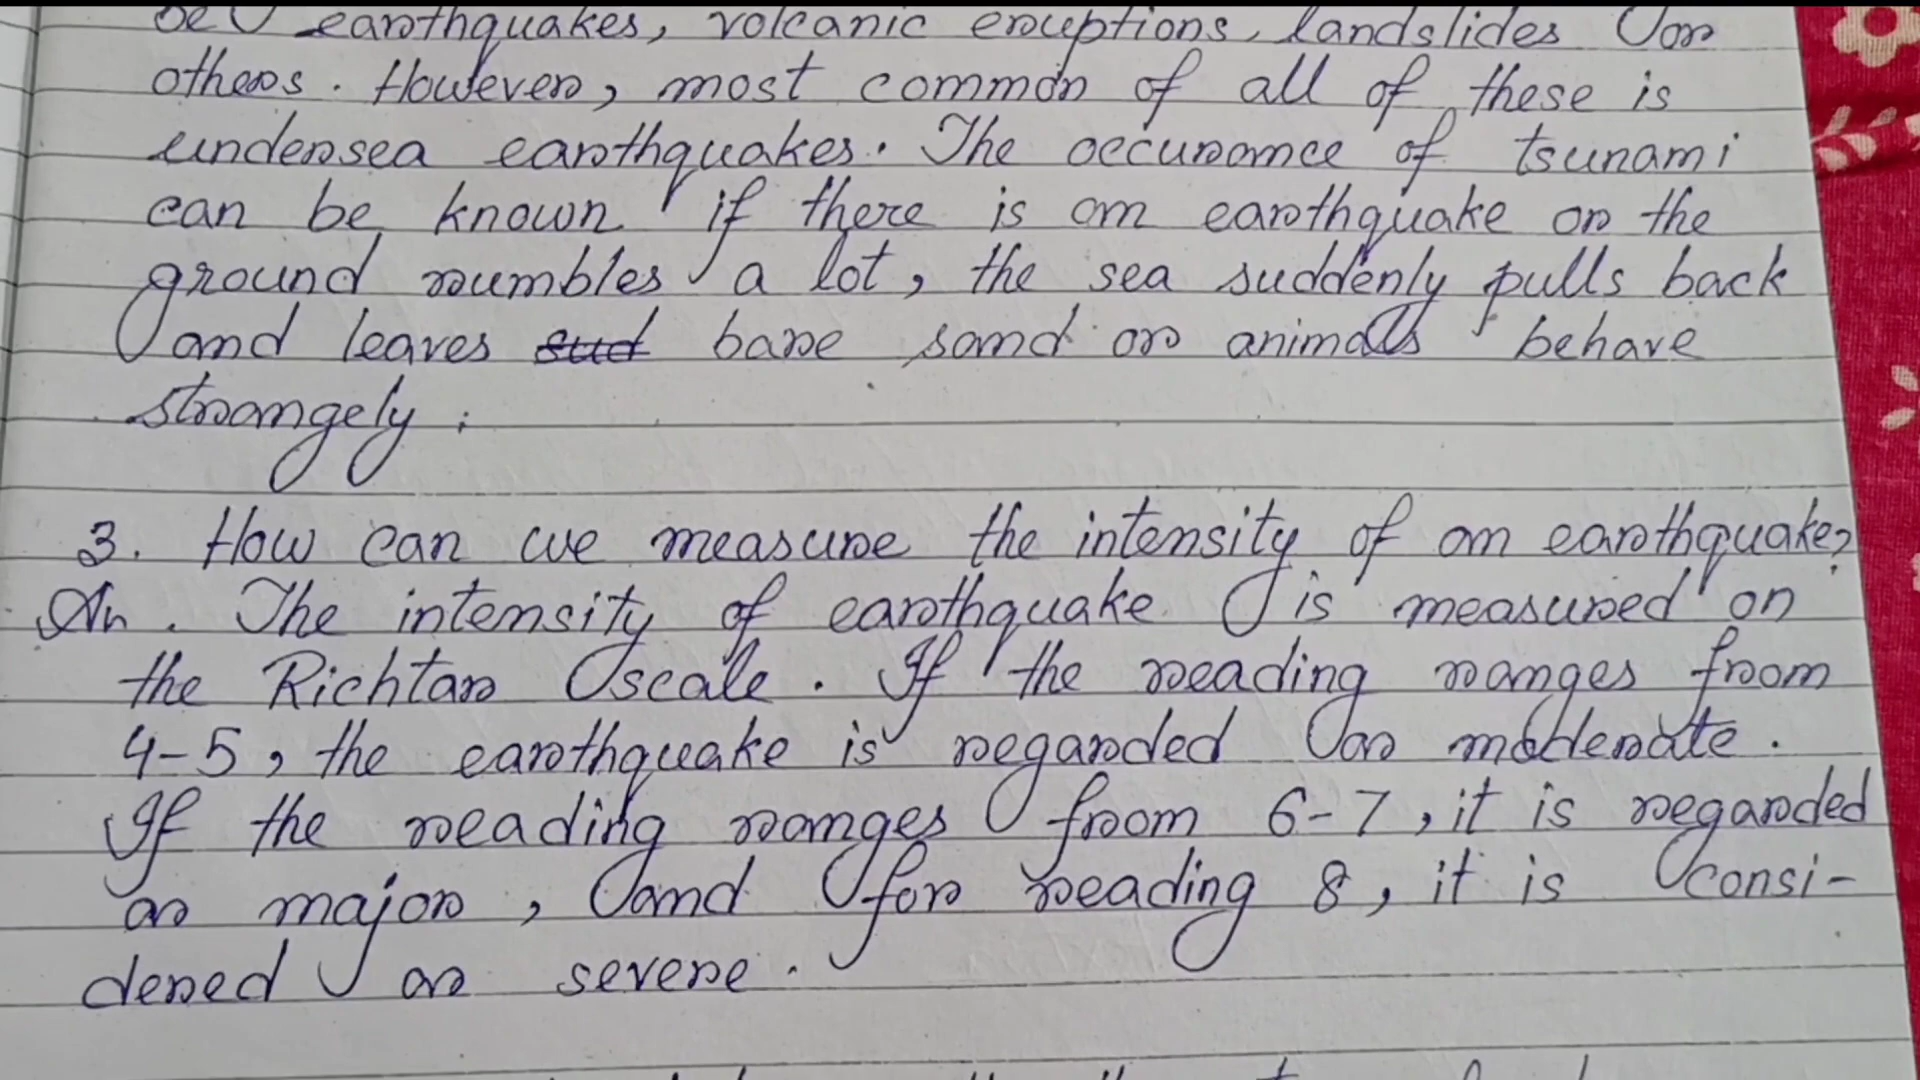 be earthquakes, volcanic eruptions, landslides or
others. However, most common of all of these is
undersea earthquakes. The occurance of tsunami
can be known if there is an earthquake or the
ground rumbles a lot, the sea suddenly pulls back
and leaves bare sand or animals behave
strangely.
3. How can we measure the intensity of an earthquake?
An. The intensity of earthquake is measured on
the Richtar scale. If the reading ranges from
4-5, the earthquake is regarded as moderate.
If the reading ranges from 6-7, it is regarded
as major, and for reading 8, it is consi-
dered as severe.